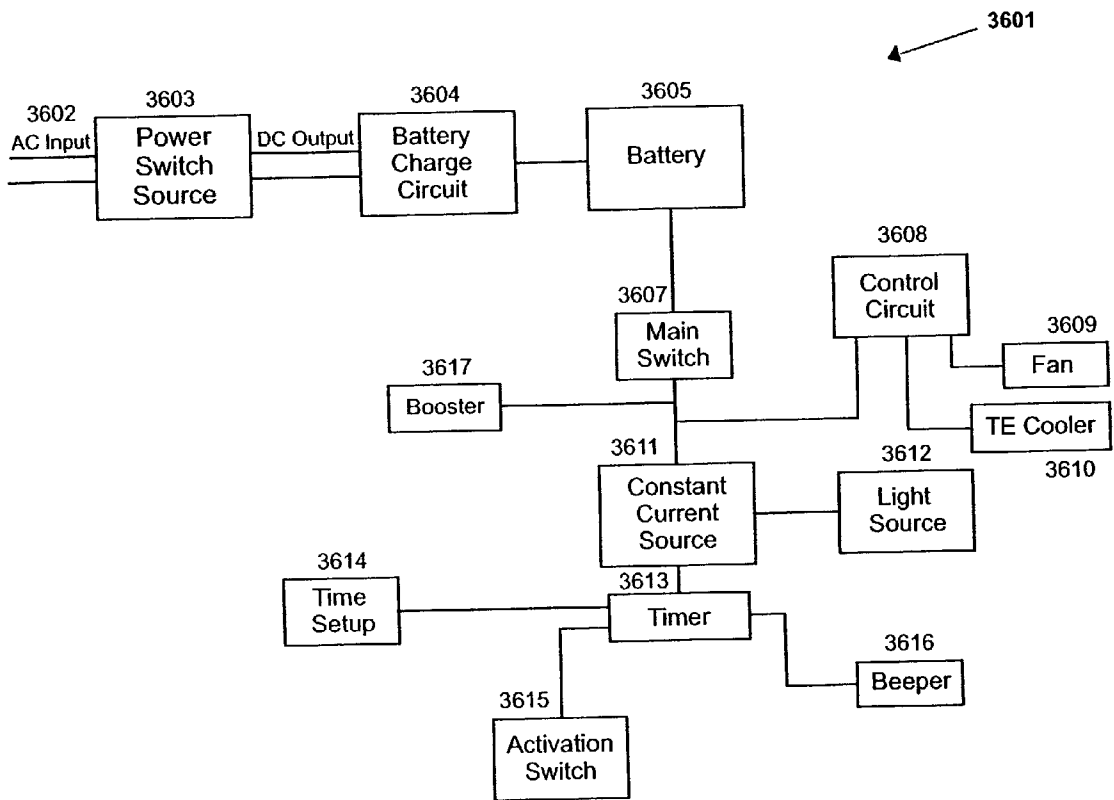 3601
3602
AC Input
3603
Power
Switch
Source
DC Output
3604
Battery
Charge
Circuit
3605
Battery
3607
Main
Switch
3608
Control
Circuit
3609
Fan
TE Cooler
3610
3617
Booster
3611
Constant
Current
Source
3612
Light
Source
3614
Time
Setup
3613
Timer
3616
Beeper
3615
Activation
Switch